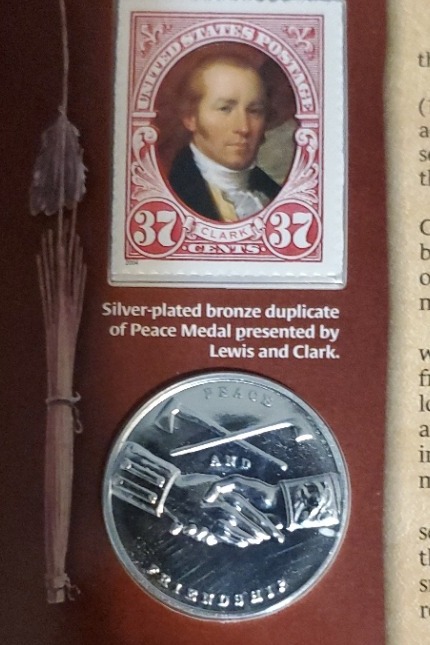 UNITED STATES POSTAGE
37 CLARK 37
CENTS
2004
Silver-plated bronze duplicate
of Peace Medal presented by
Lewis and Clark.
PEACE
AND
FRIENDSHIP